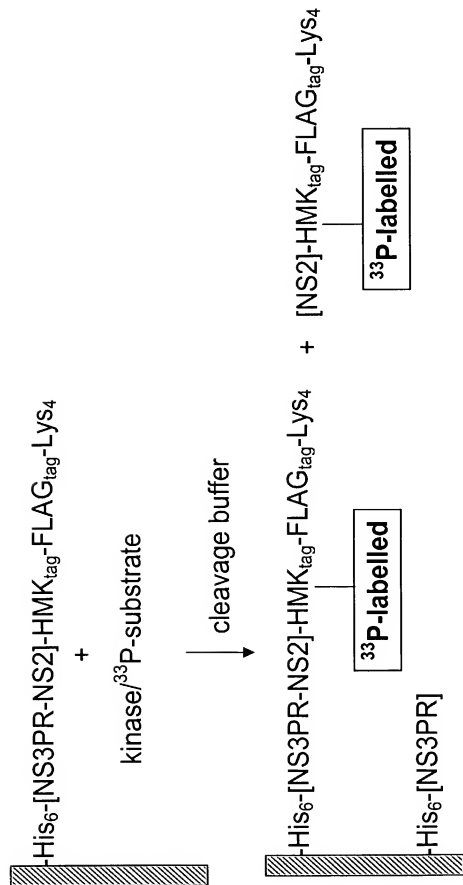 -His₆-[NS3PR-NS2]-HMKtag-FLAGtag-Lys₄
+
kinase/³³P-substrate
cleavage buffer
-His₆-[NS3PR-NS2]-HMKtag-FLAGtag-Lys₄ + [NS2]-HMKtag-FLAGtag-Lys₄
³³P-labelled
³³P-labelled
-His₆-[NS3PR]